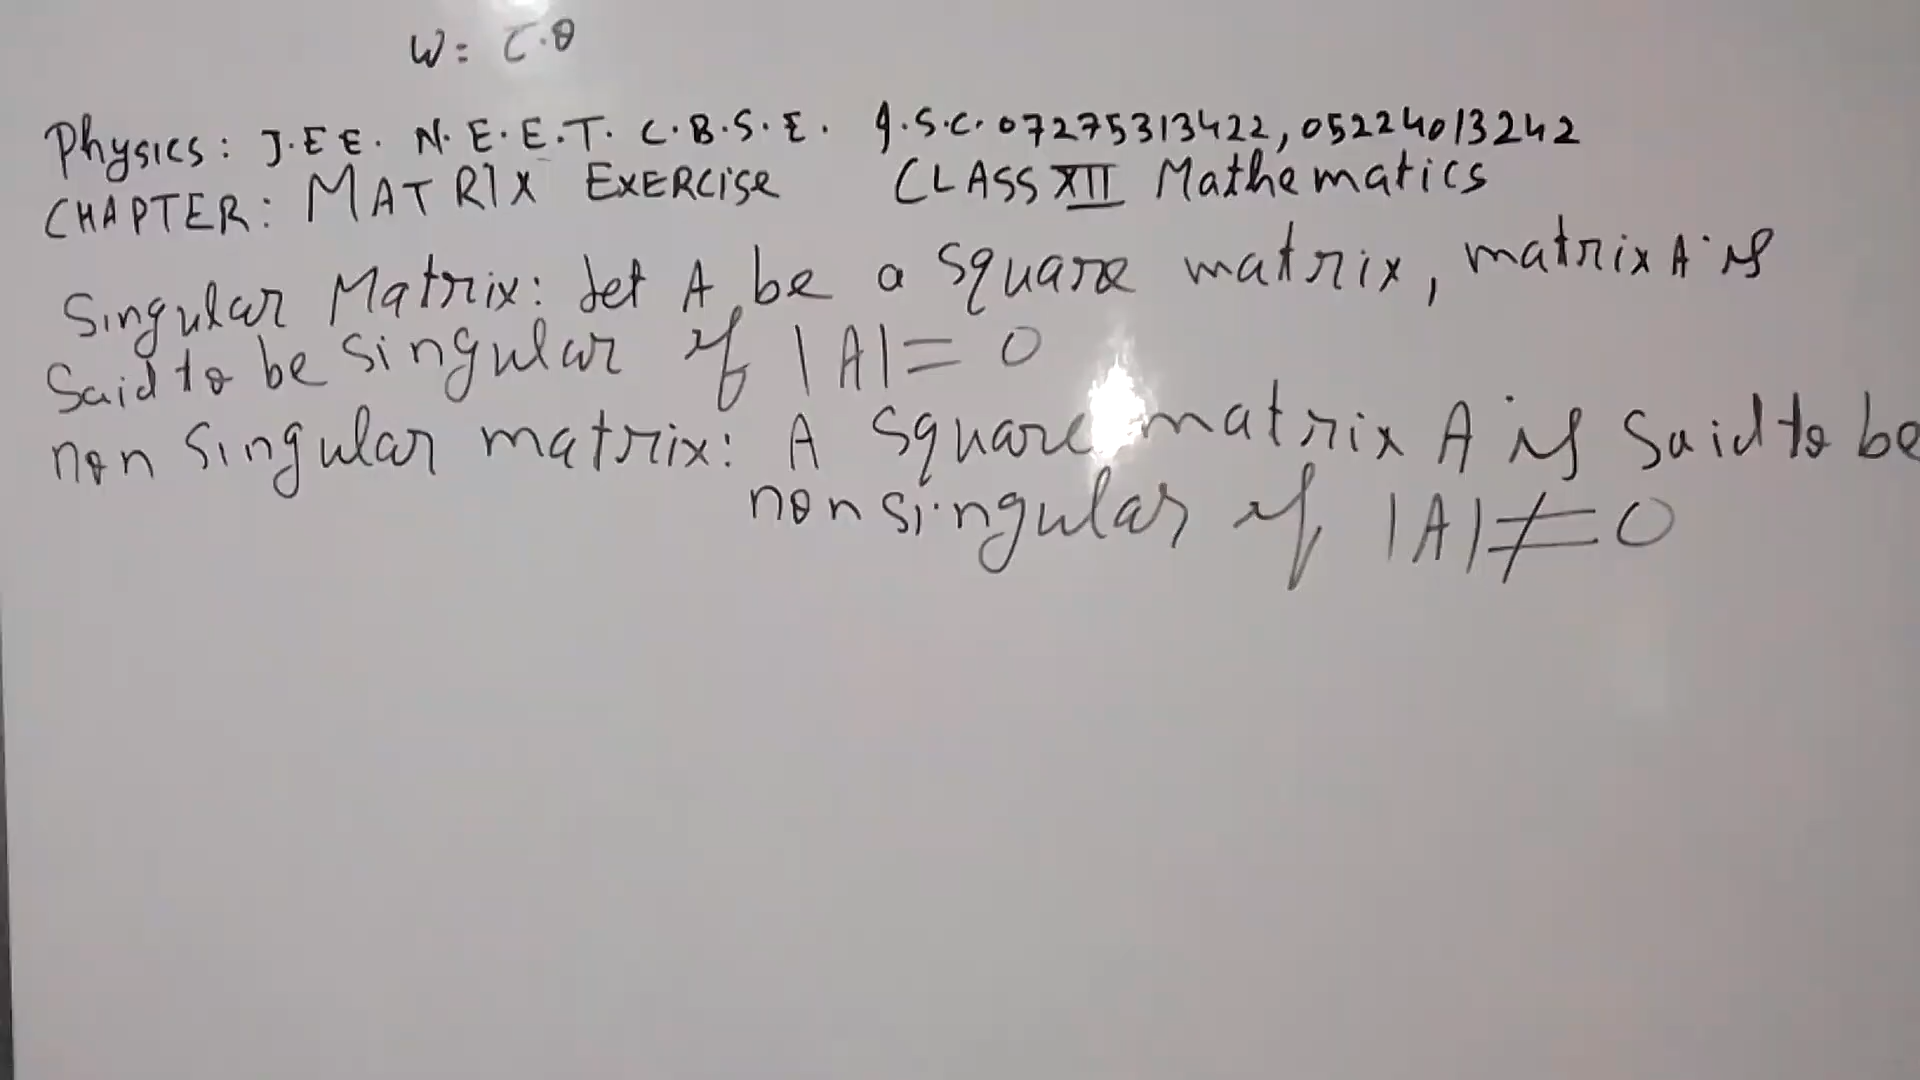 W = τ.θ
Physics: J.E.E. N.E.E.T. C.B.S.E. I.S.C. 07275313422, 05224013242
CHAPTER: MATRIX EXERCISE CLASS XII Mathematics
Singular Matrix: Let A be a square matrix, matrix A is
Said to be singular if |A| = 0
non singular matrix: A square matrix A is said to be
non singular if |A| ≠ 0